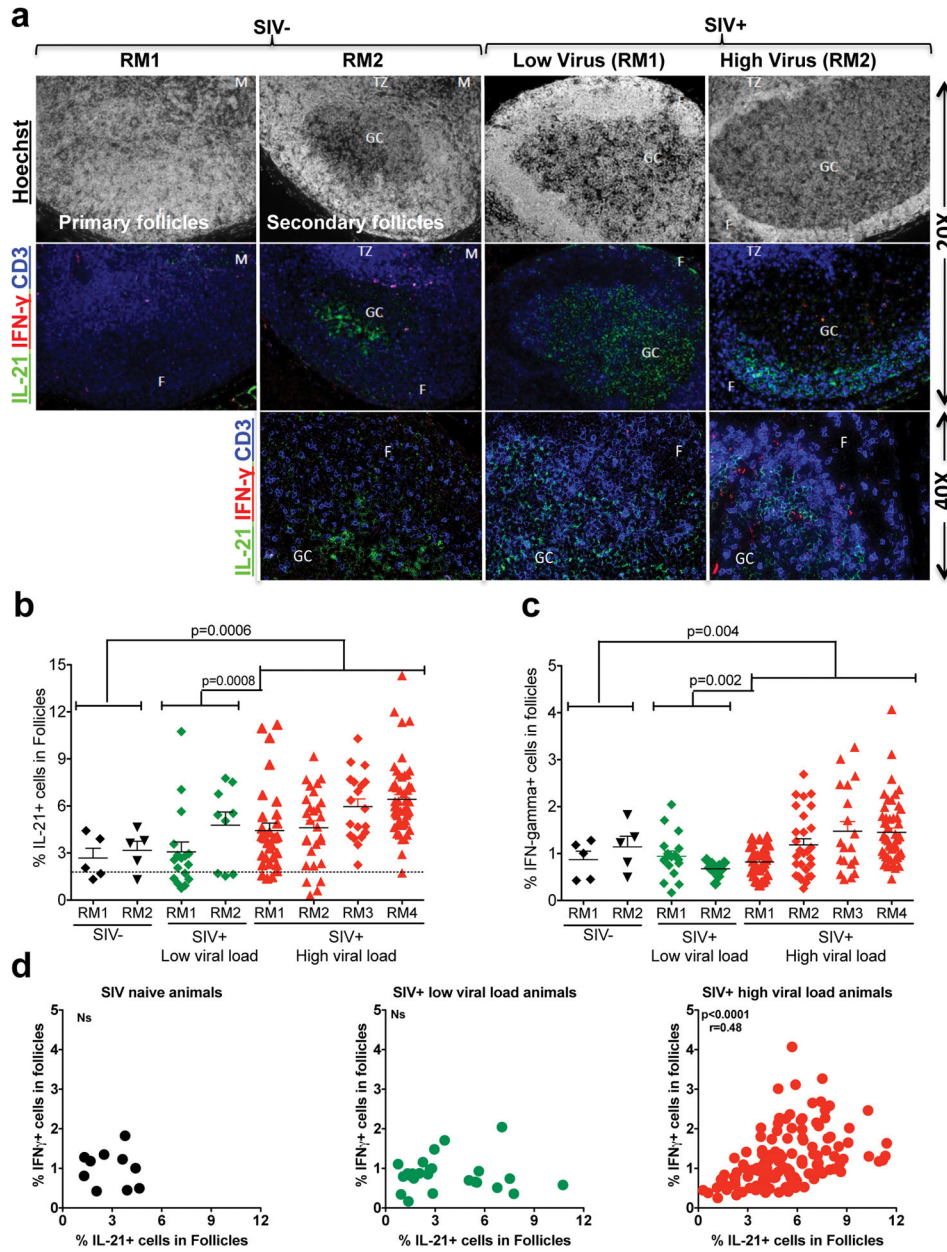 a
SIV-
SIV+
RM1
RM2
Low Virus (RM1)
High Virus (RM2)
Hoechst
M
Primary follicles
TZ
M
GC
Secondary follicles
F
GC
TZ
GC
F
20X
IL-21 IFN-γ CD3
M
F
TZ
GC
F
F
GC
TZ
GC
F
IL-21 IFN-γ CD3
F
GC
F
GC
F
GC
40X
b
p=0.0006
p=0.0008
% IL-21+ cells in Follicles
15
12
9
6
3
0
RM1 RM2 RM1 RM2 RM1 RM2 RM3 RM4
SIV- SIV+ SIV+
Low viral load High viral load
c
p=0.004
p=0.002
% IFN-gamma+ cells in follicles
5
4
3
2
1
0
RM1 RM2 RM1 RM2 RM1 RM2 RM3 RM4
SIV- SIV+ SIV+
Low viral load High viral load
d
SIV naive animals
Ns
% IFNγ+ cells in follicles
5
4
3
2
1
0
0 3 6 9 12
% IL-21+ cells in Follicles
SIV+ low viral load animals
Ns
% IFNγ+ cells in follicles
5
4
3
2
1
0
0 3 6 9 12
% IL-21+ cells in Follicles
SIV+ high viral load animals
p<0.0001
r=0.48
% IFNγ+ cells in follicles
5
4
3
2
1
0
0 3 6 9 12
% IL-21+ cells in Follicles